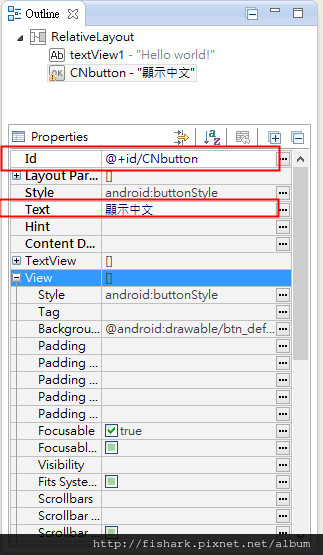 Outline
RelativeLayout
Ab textView1 - "Hello world!"
OK CNbutton - "顯示中文"
Properties
Id @+id/CNbutton
Layout Par... []
Style android:buttonStyle
Text 顯示中文
Hint
Content D...
TextView []
View []
Style android:buttonStyle
Tag
Backgrou... @android:drawable/btn_def...
Padding
Padding ...
Padding ...
Padding ...
Padding ...
Focusable true
Focusabl...
Visibility
Fits Syste...
Scrollbars
Scrollbar ...
Scrollbar ...
http://fishark.pixnet.net/album